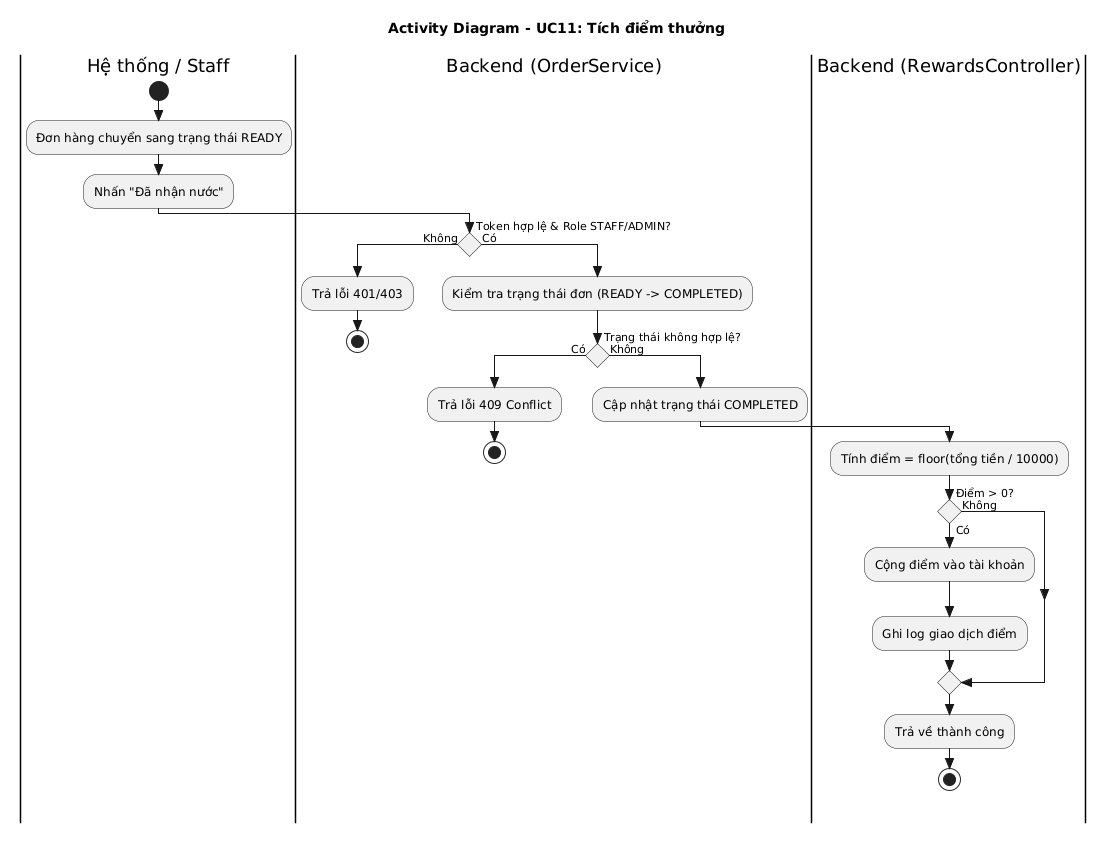 Activity Diagram - UC11: Tích điểm thưởng
Hệ thống / Staff
Backend (OrderService)
Backend (RewardsController)
Đơn hàng chuyển sang trạng thái READY
Nhấn "Đã nhận nước"
Token hợp lệ & Role STAFF/ADMIN?
Không
Có
Trả lỗi 401/403
Kiểm tra trạng thái đơn (READY -> COMPLETED)
Trạng thái không hợp lệ?
Có
Không
Trả lỗi 409 Conflict
Cập nhật trạng thái COMPLETED
Tính điểm = floor(tổng tiền / 10000)
Điểm > 0?
Không
Có
Cộng điểm vào tài khoản
Ghi log giao dịch điểm
Trả về thành công